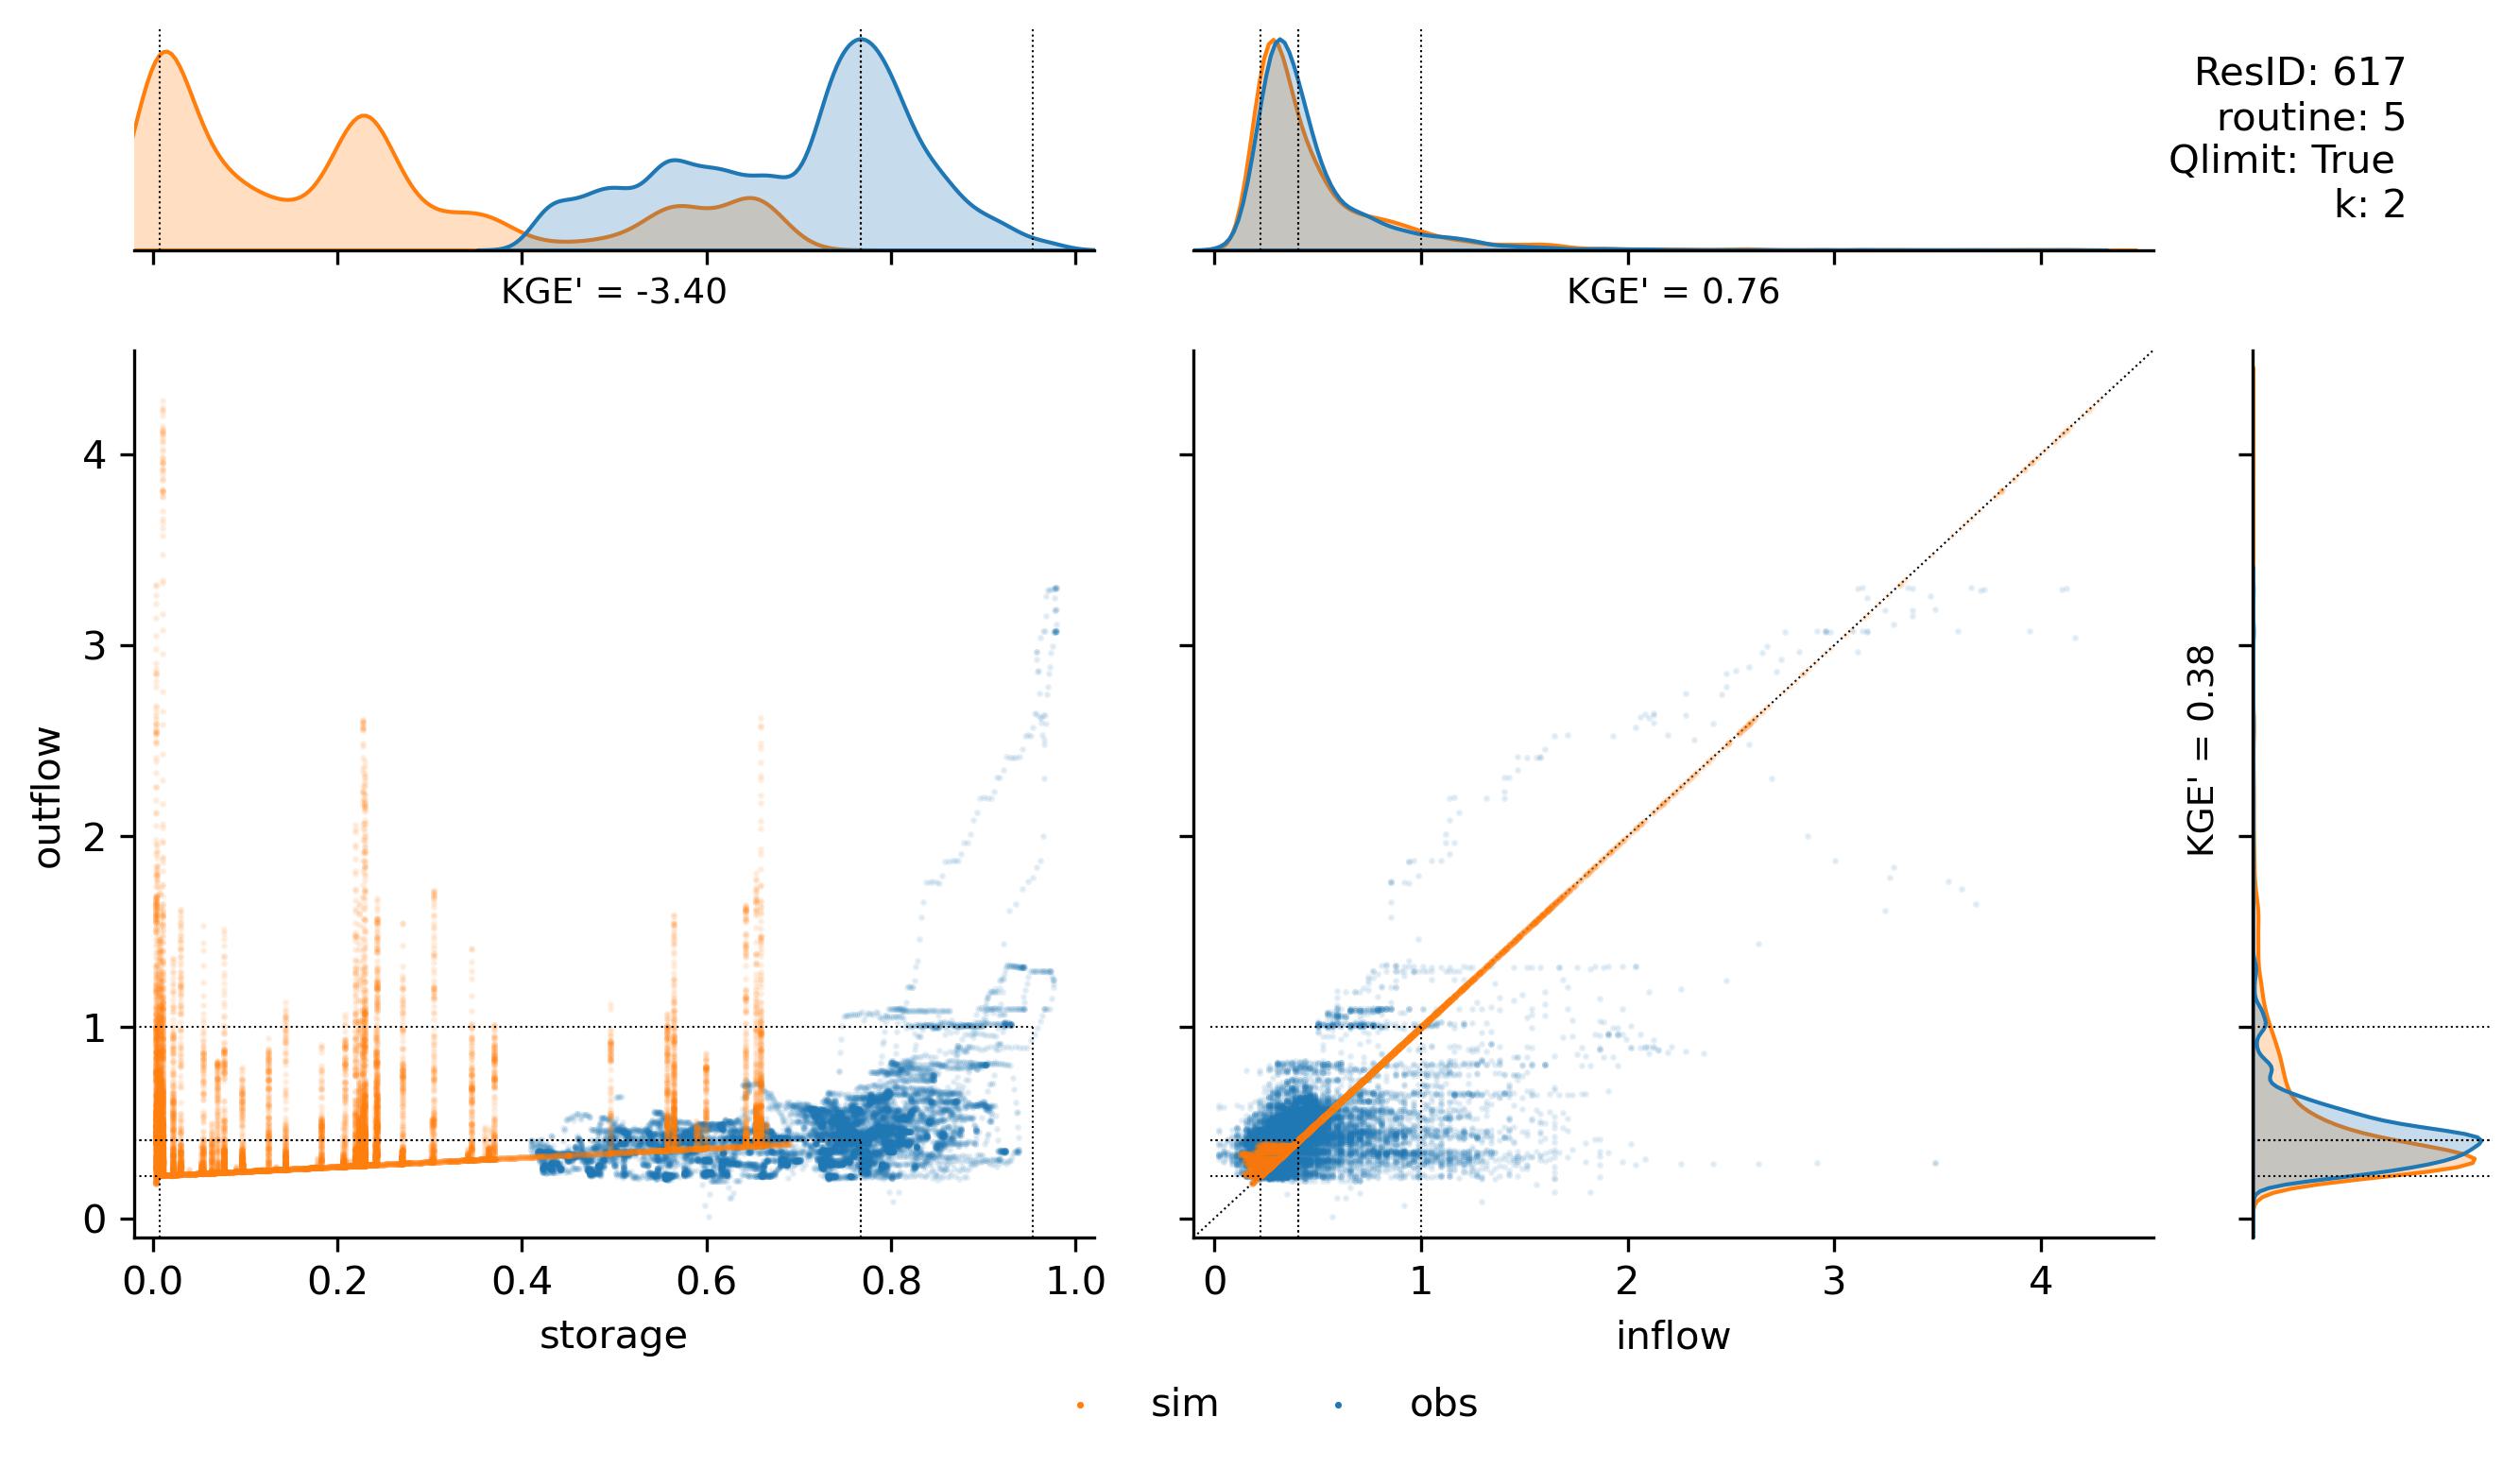 ResID: 617
routine: 5
Qlimit: True
k: 2
KGE' = -3.40
KGE' = 0.76
outflow
4
3
2
1
0
KGE' = 0.38
0.0 0.2 0.4 0.6 0.8 1.0
0 1 2 3 4
storage
inflow
sim obs